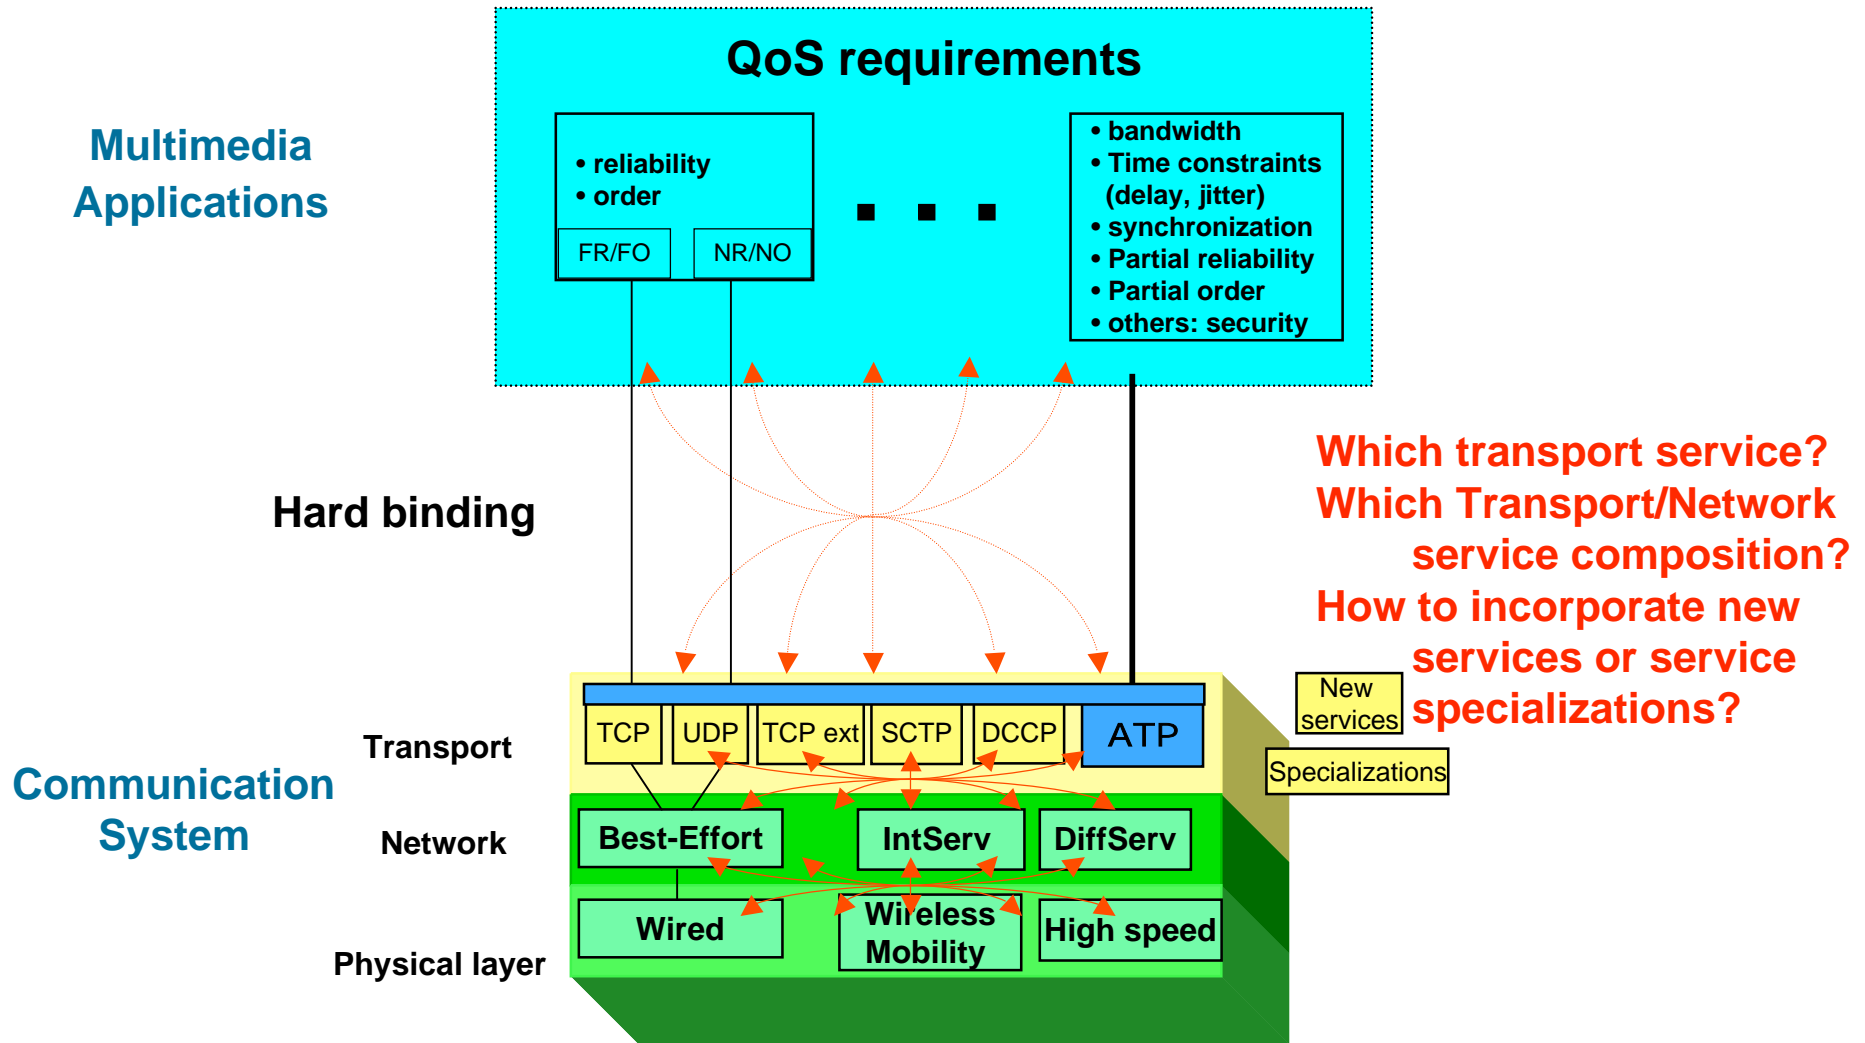 QoS requirements
Multimedia
Applications
• reliability
• order
FR/FO
NR/NO
• bandwidth
• Time constraints
(delay, jitter)
• synchronization
• Partial reliability
• Partial order
• others: security
Hard binding
Which transport service?
Which Transport/Network
service composition?
How to incorporate new
services or service
specializations?
New
services
Specializations
Communication
System
Transport
TCP
UDP
TCP ext
SCTP
DCCP
ATP
Network
Best-Effort
IntServ
DiffServ
Physical layer
Wired
Wireless
Mobility
High speed